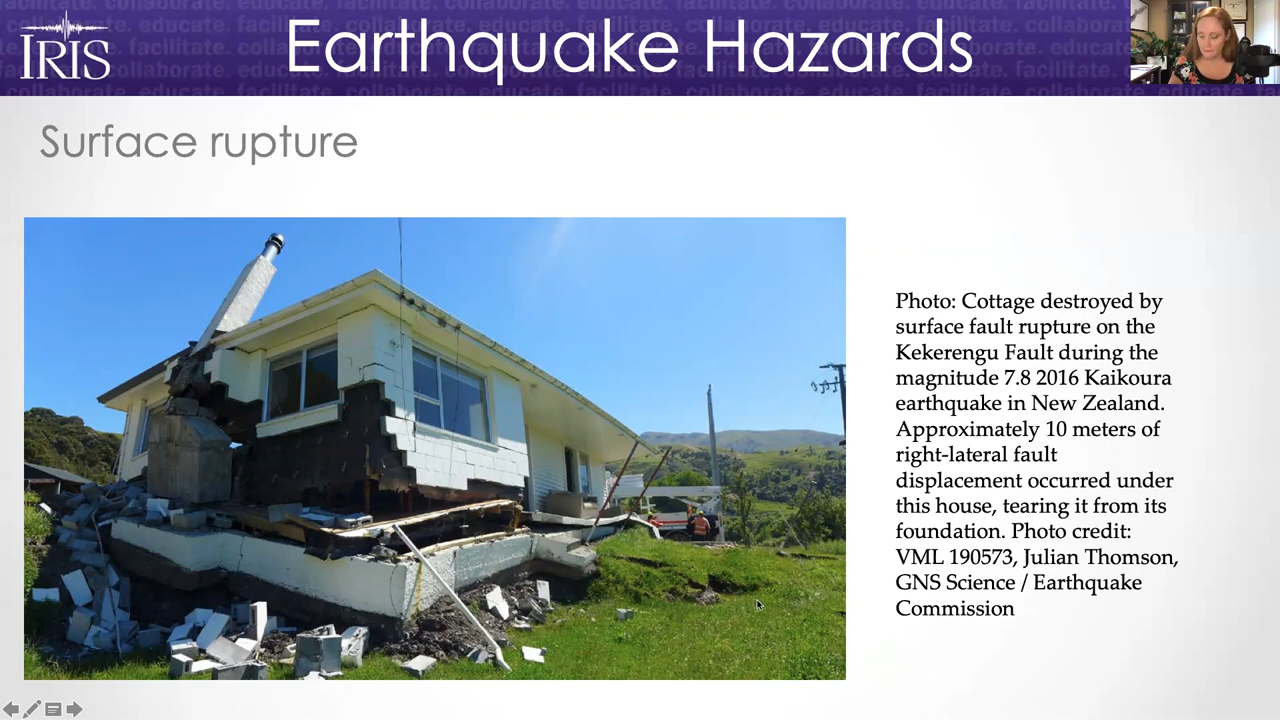 IRIS
Earthquake Hazards
Surface rupture
Photo: Cottage destroyed by
surface fault rupture on the
Kekerengu Fault during the
magnitude 7.8 2016 Kaikoura
earthquake in New Zealand.
Approximately 10 meters of
right-lateral fault
displacement occurred under
this house, tearing it from its
foundation. Photo credit:
VML 190573, Julian Thomson,
GNS Science / Earthquake
Commission